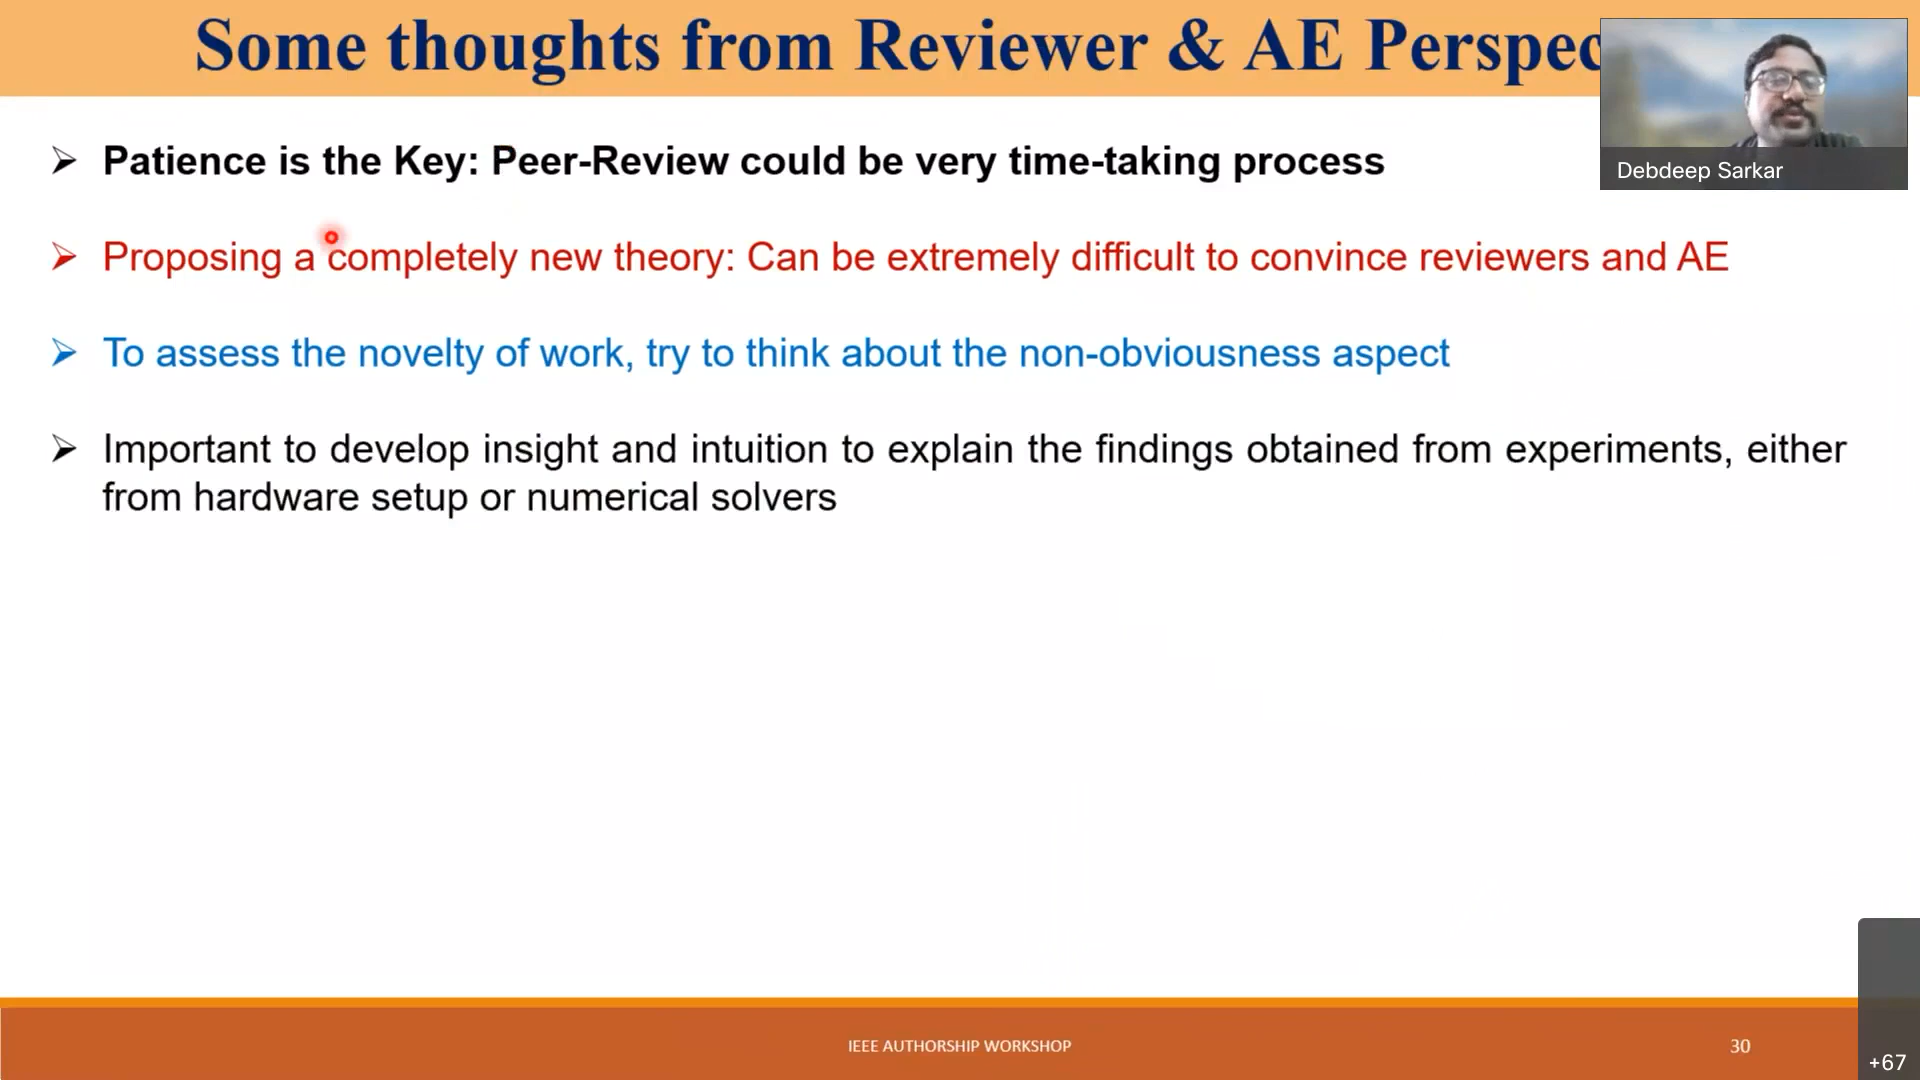 Some thoughts from Reviewer & AE Perspec
Debdeep Sarkar
Patience is the Key: Peer-Review could be very time-taking process
Proposing a completely new theory: Can be extremely difficult to convince reviewers and AE
To assess the novelty of work, try to think about the non-obviousness aspect
Important to develop insight and intuition to explain the findings obtained from experiments, either
from hardware setup or numerical solvers
IEEE AUTHORSHIP WORKSHOP
30
+67